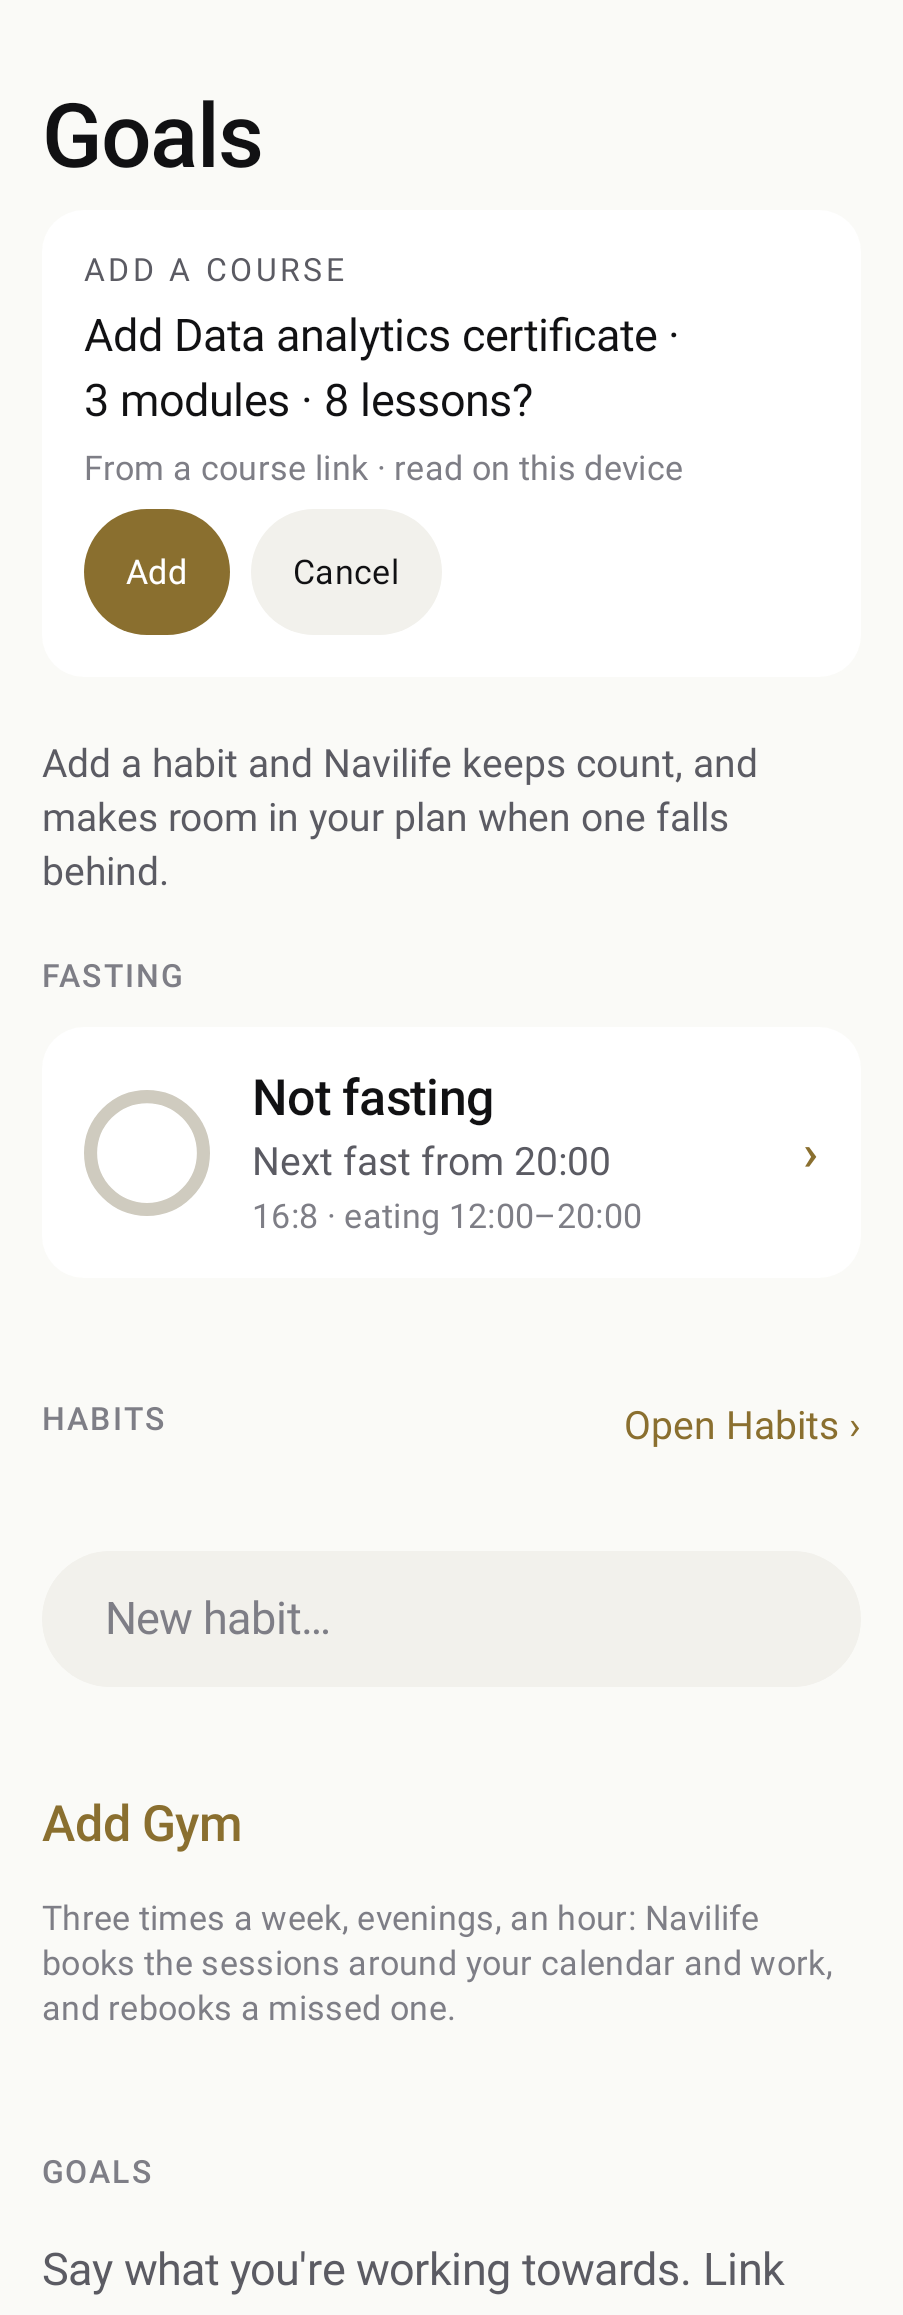 Goals
ADD A COURSE
Add Data analytics certificate ·
3 modules · 8 lessons?
From a course link · read on this device
Add
Cancel
Add a habit and Navilife keeps count, and
makes room in your plan when one falls
behind.
FASTING
Not fasting
Next fast from 20:00
16:8 · eating 12:00–20:00
›
HABITS
Open Habits ›
New habit…
Add Gym
Three times a week, evenings, an hour: Navilife
books the sessions around your calendar and work,
and rebooks a missed one.
GOALS
Say what you're working towards. Link